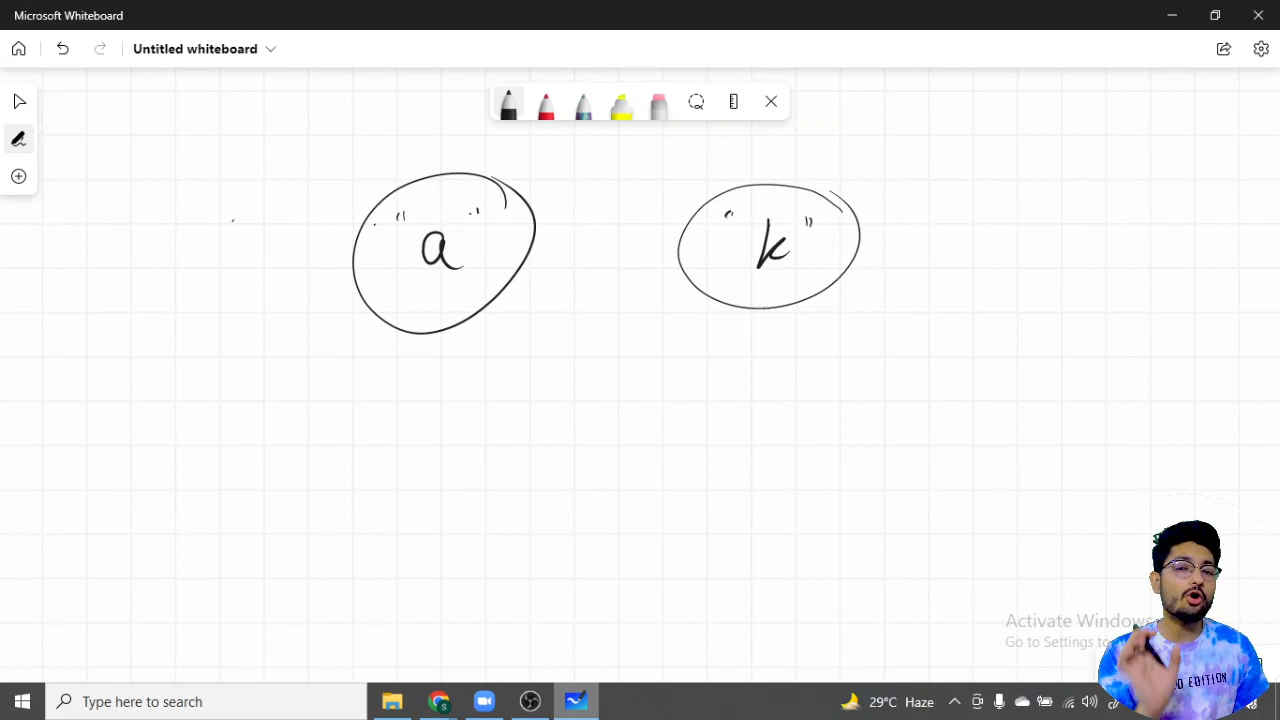 Microsoft Whiteboard
Untitled whiteboard
"a"
"k"
Activate Windows
Go to Settings to
EDITION
Type here to search
29°C Haze